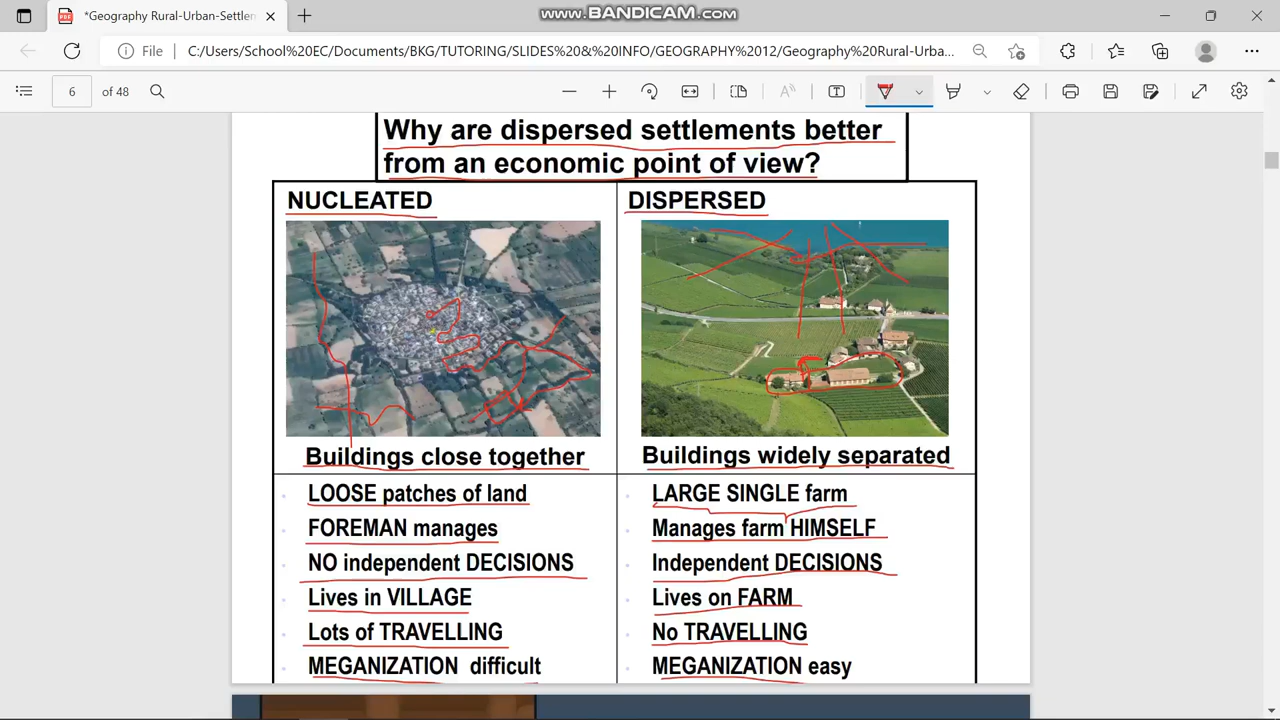 *Geography Rural-Urban-Settlem
www.BANDICAM.com
File
C:/Users/School%20EC/Documents/BKG/TUTORING/SLIDES%20&%20INFO/GEOGRAPHY%2012/Geography%20Rural-Urba...
6 of 48
Why are dispersed settlements better
from an economic point of view?
NUCLEATED
DISPERSED
Buildings close together
Buildings widely separated
LOOSE patches of land
FOREMAN manages
NO independent DECISIONS
Lives in VILLAGE
Lots of TRAVELLING
MEGANIZATION difficult
LARGE SINGLE farm
Manages farm HIMSELF
Independent DECISIONS
Lives on FARM
No TRAVELLING
MEGANIZATION easy